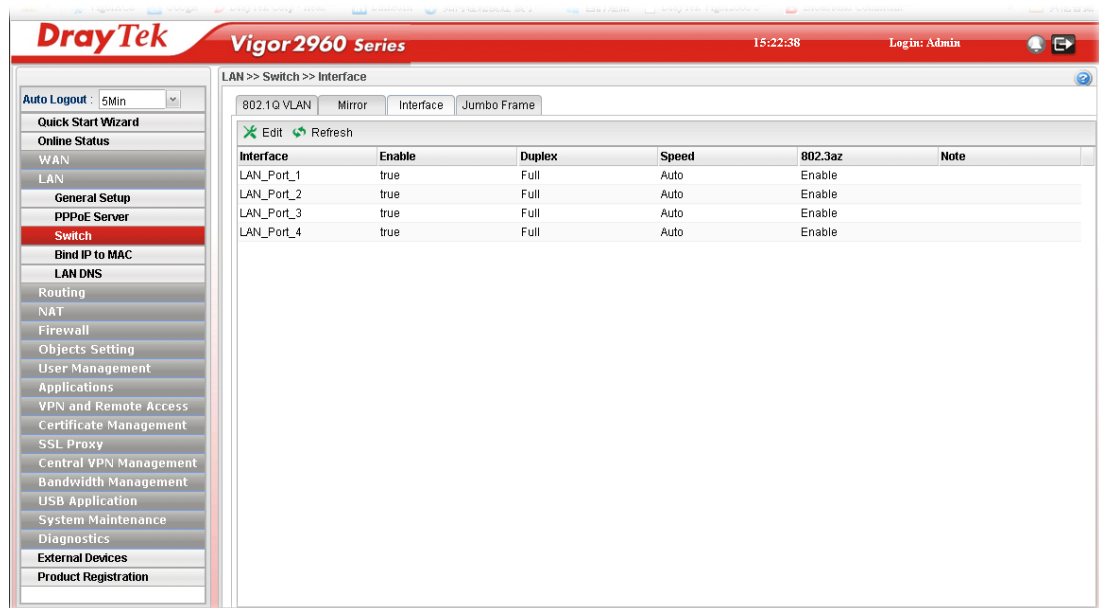 DrayTek
Vigor2960 Series
15:22:38
Login: Admin
LAN >> Switch >> Interface
Auto Logout : 5Min
Quick Start Wizard
Online Status
WAN
LAN
General Setup
PPPoE Server
Switch
Bind IP to MAC
LAN DNS
Routing
NAT
Firewall
Objects Setting
User Management
Applications
VPN and Remote Access
Certificate Management
SSL Proxy
Central VPN Management
Bandwidth Management
USB Application
System Maintenance
Diagnostics
External Devices
Product Registration
802.1Q VLAN Mirror Interface Jumbo Frame
Edit Refresh
Interface Enable Duplex Speed 802.3az Note
LAN_Port_1 true Full Auto Enable
LAN_Port_2 true Full Auto Enable
LAN_Port_3 true Full Auto Enable
LAN_Port_4 true Full Auto Enable